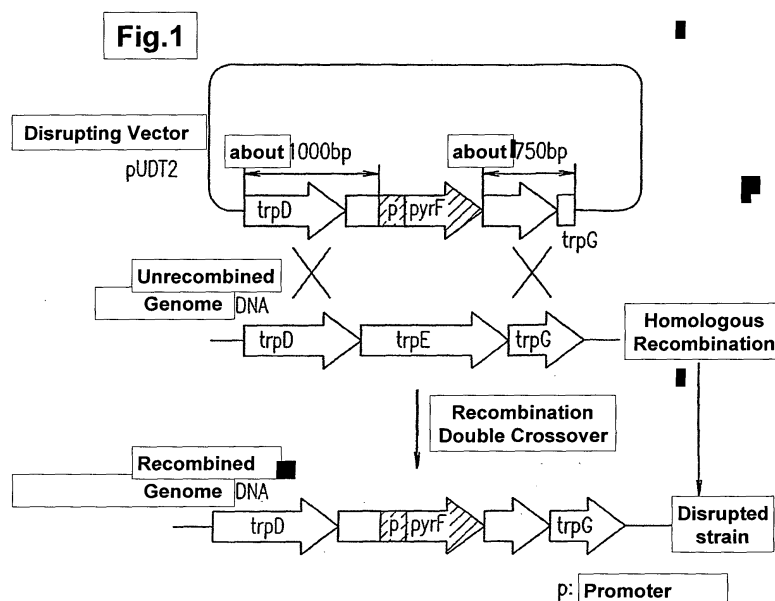 Fig.1
Disrupting Vector
pUDT2
about 1000bp
about 750bp
trpD
p
pyrF
trpG
Unrecombined
Genome DNA
trpD
trpE
trpG
Homologous
Recombination
Recombination
Double Crossover
Recombined
Genome DNA
trpD
p
pyrF
trpG
Disrupted
strain
p: Promoter